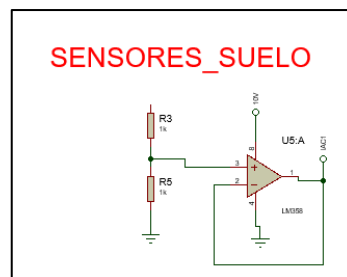 SENSORES_SUELO
R3
1k
R5
1k
10V
U5:A
IAC1
8
3
2
1
4
LM358